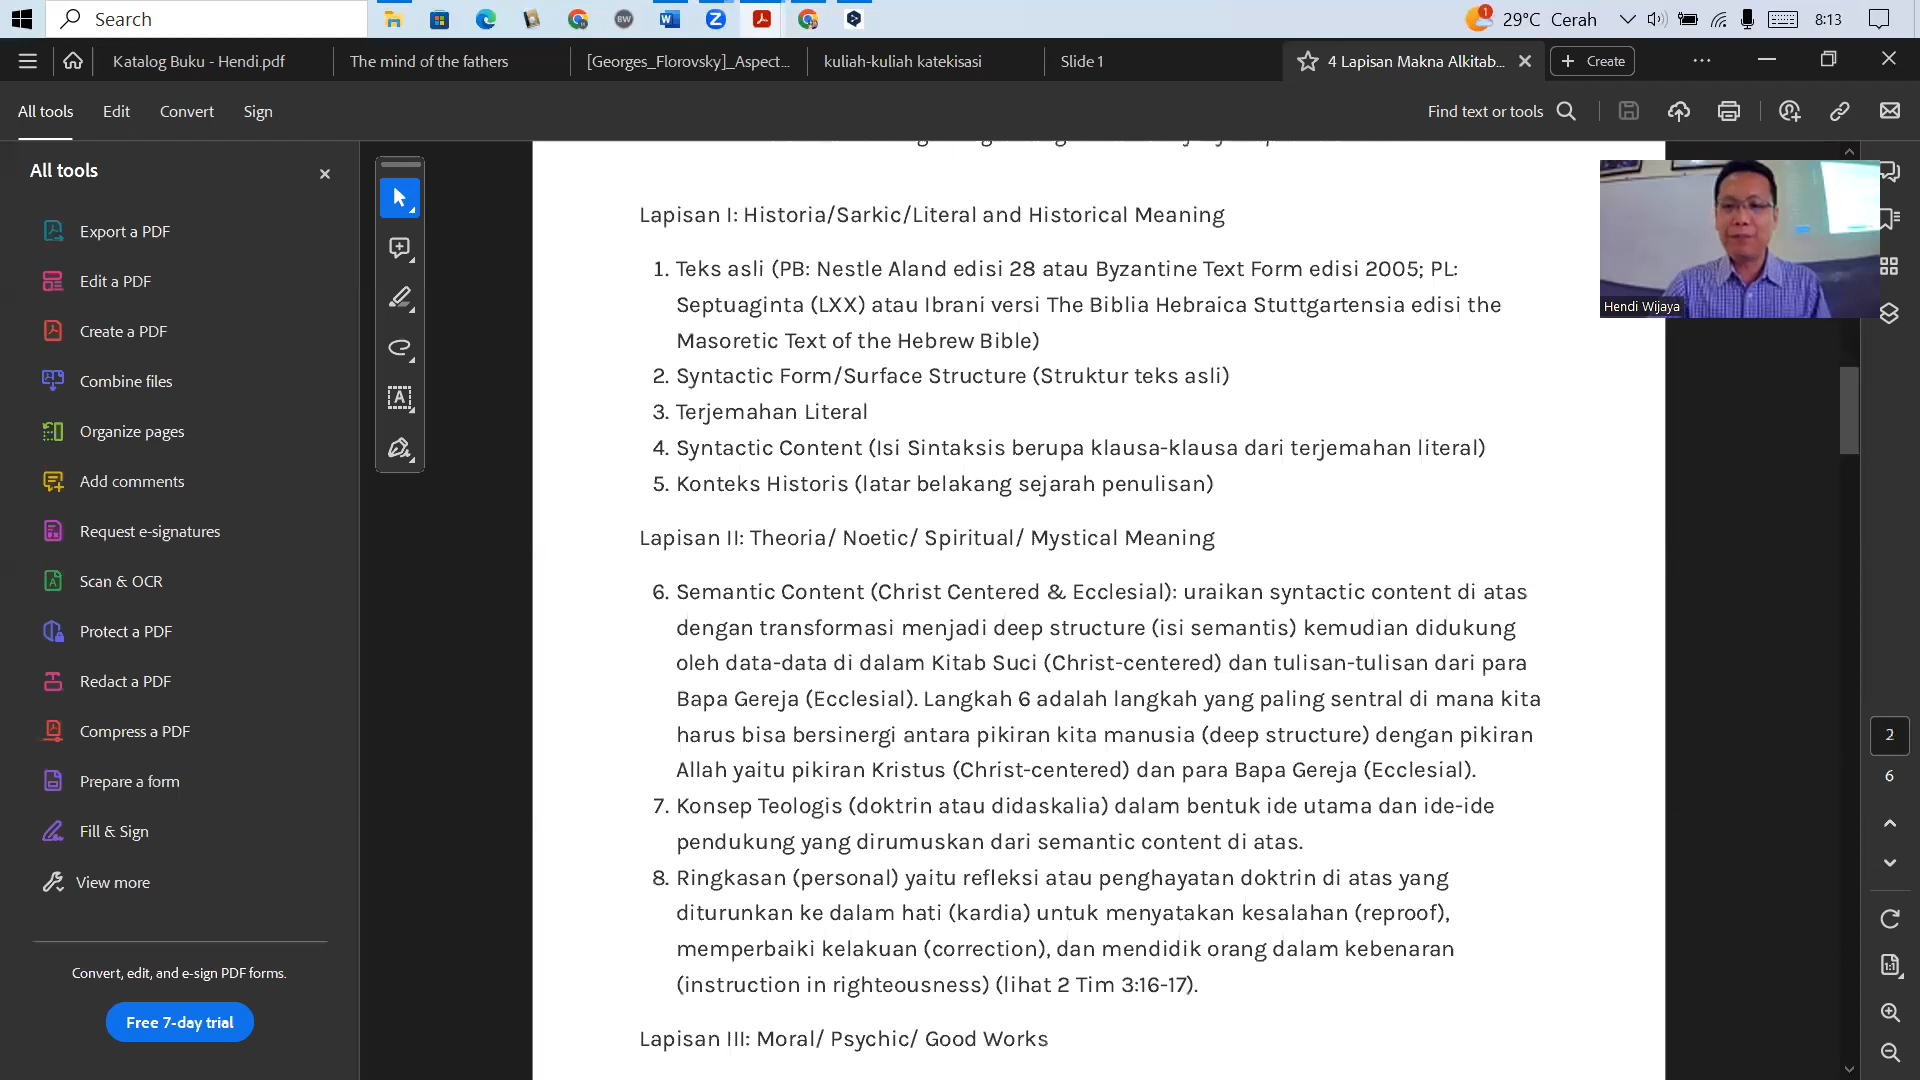 Search
29°C Cerah
8:13
Katalog Buku - Hendi.pdf
The mind of the fathers
[Georges_Florovsky]_Aspect...
kuliah-kuliah katekisasi
Slide 1
4 Lapisan Makna Alkitab...
Create
All tools
Edit
Convert
Sign
Find text or tools
All tools
Export a PDF
Edit a PDF
Create a PDF
Combine files
Organize pages
Add comments
Request e-signatures
Scan & OCR
Protect a PDF
Redact a PDF
Compress a PDF
Prepare a form
Fill & Sign
View more
Convert, edit, and e-sign PDF forms.
Free 7-day trial
Lapisan I: Historia/Sarkic/Literal and Historical Meaning
1. Teks asli (PB: Nestle Aland edisi 28 atau Byzantine Text Form edisi 2005; PL:
Septuaginta (LXX) atau Ibrani versi The Biblia Hebraica Stuttgartensia edisi the
Masoretic Text of the Hebrew Bible)
2. Syntactic Form/Surface Structure (Struktur teks asli)
3. Terjemahan Literal
4. Syntactic Content (Isi Sintaksis berupa klausa-klausa dari terjemahan literal)
5. Konteks Historis (latar belakang sejarah penulisan)
Lapisan II: Theoria/ Noetic/ Spiritual/ Mystical Meaning
6. Semantic Content (Christ Centered & Ecclesial): uraikan syntactic content di atas
dengan transformasi menjadi deep structure (isi semantis) kemudian didukung
oleh data-data di dalam Kitab Suci (Christ-centered) dan tulisan-tulisan dari para
Bapa Gereja (Ecclesial). Langkah 6 adalah langkah yang paling sentral di mana kita
harus bisa bersinergi antara pikiran kita manusia (deep structure) dengan pikiran
Allah yaitu pikiran Kristus (Christ-centered) dan para Bapa Gereja (Ecclesial).
7. Konsep Teologis (doktrin atau didaskalia) dalam bentuk ide utama dan ide-ide
pendukung yang dirumuskan dari semantic content di atas.
8. Ringkasan (personal) yaitu refleksi atau penghayatan doktrin di atas yang
diturunkan ke dalam hati (kardia) untuk menyatakan kesalahan (reproof),
memperbaiki kelakuan (correction), dan mendidik orang dalam kebenaran
(instruction in righteousness) (lihat 2 Tim 3:16-17).
Lapisan III: Moral/ Psychic/ Good Works
Hendi Wijaya
2
6